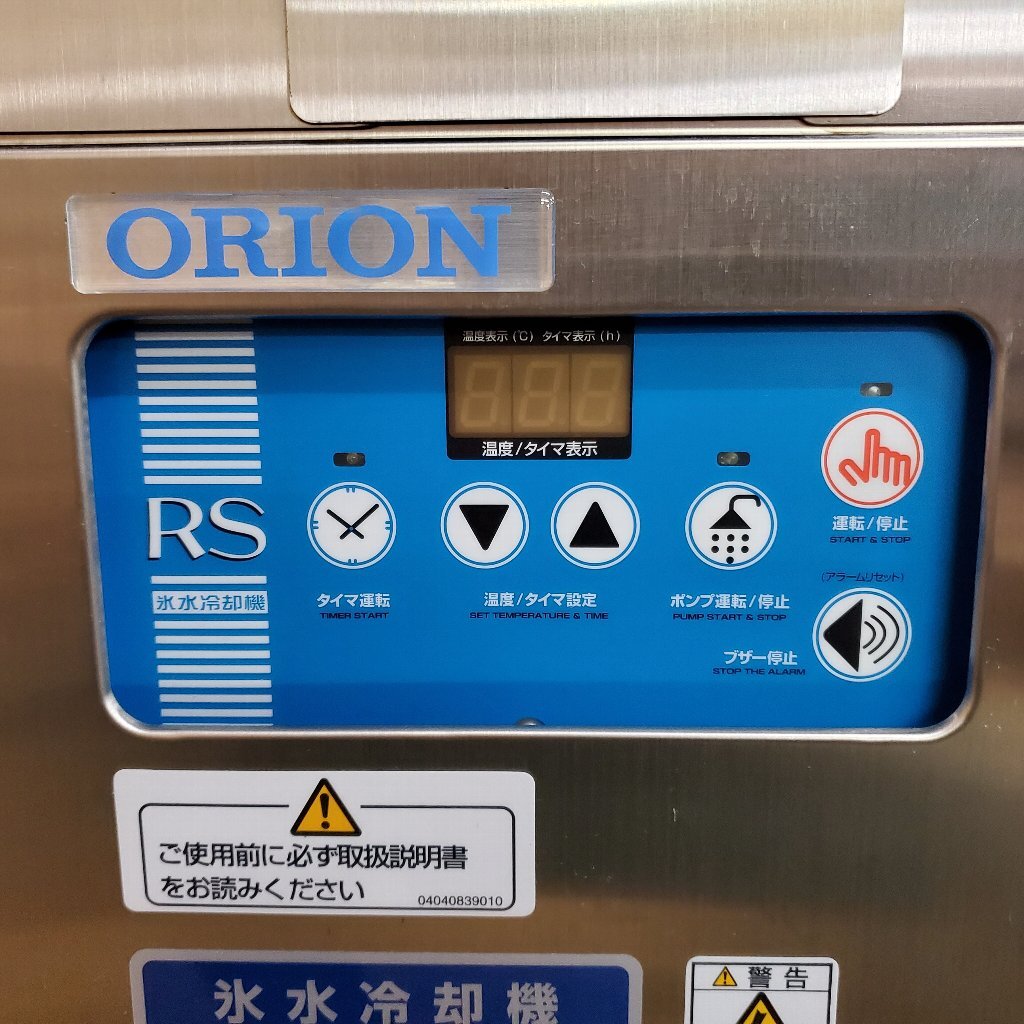 ORION
温度表示（℃）タイマ表示（h）
温度/タイマ表示
RS
氷水冷却機
タイマ運転
TIMER START
温度/タイマ設定
SET TEMPERATURE & TIME
ポンプ運転/停止
PUMP START & STOP
運転/停止
START & STOP
（アラームリセット）
ブザー停止
STOP THE ALARM
ご使用前に必ず取扱説明書
をお読みください
04040839010
氷水冷却機
警告